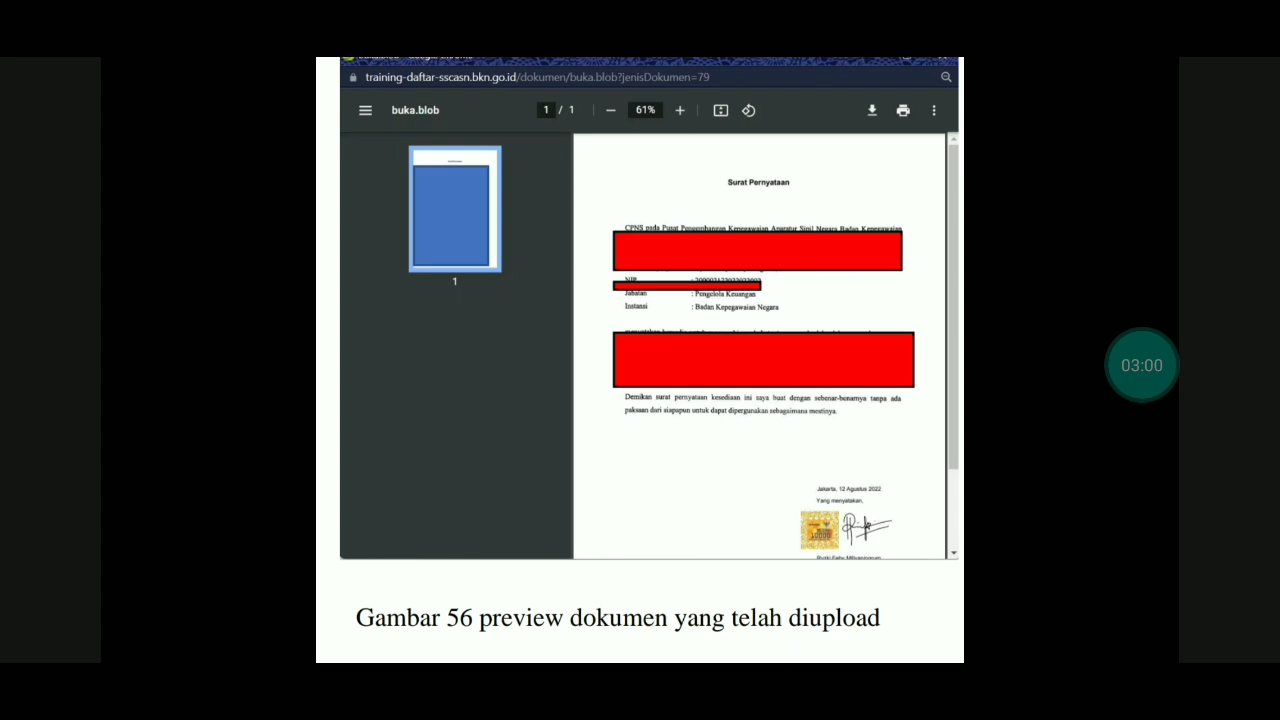 training-daftar-sscasn.bkn.go.id/dokumen/buka.blob?jenisDokumen=79
buka.blob
1 / 1
61%
1
Surat Pernyataan
CPNS pada Pusat Pengembangan Kepegawaian Aparatur Sipil Negara Badan Kepegawaian
NIP
Jabatan : Pengelola Keuangan
Instansi : Badan Kepegawaian Negara
Demikan surat pernyataan kesediaan ini saya buat dengan sebenar-benarnya tanpa ada
paksaan dari siapapun untuk dapat dipergunakan sebagaimana mestinya.
Jakarta, 12 Agustus 2022
Yang menyatakan,
10000
03:00
Gambar 56 preview dokumen yang telah diupload